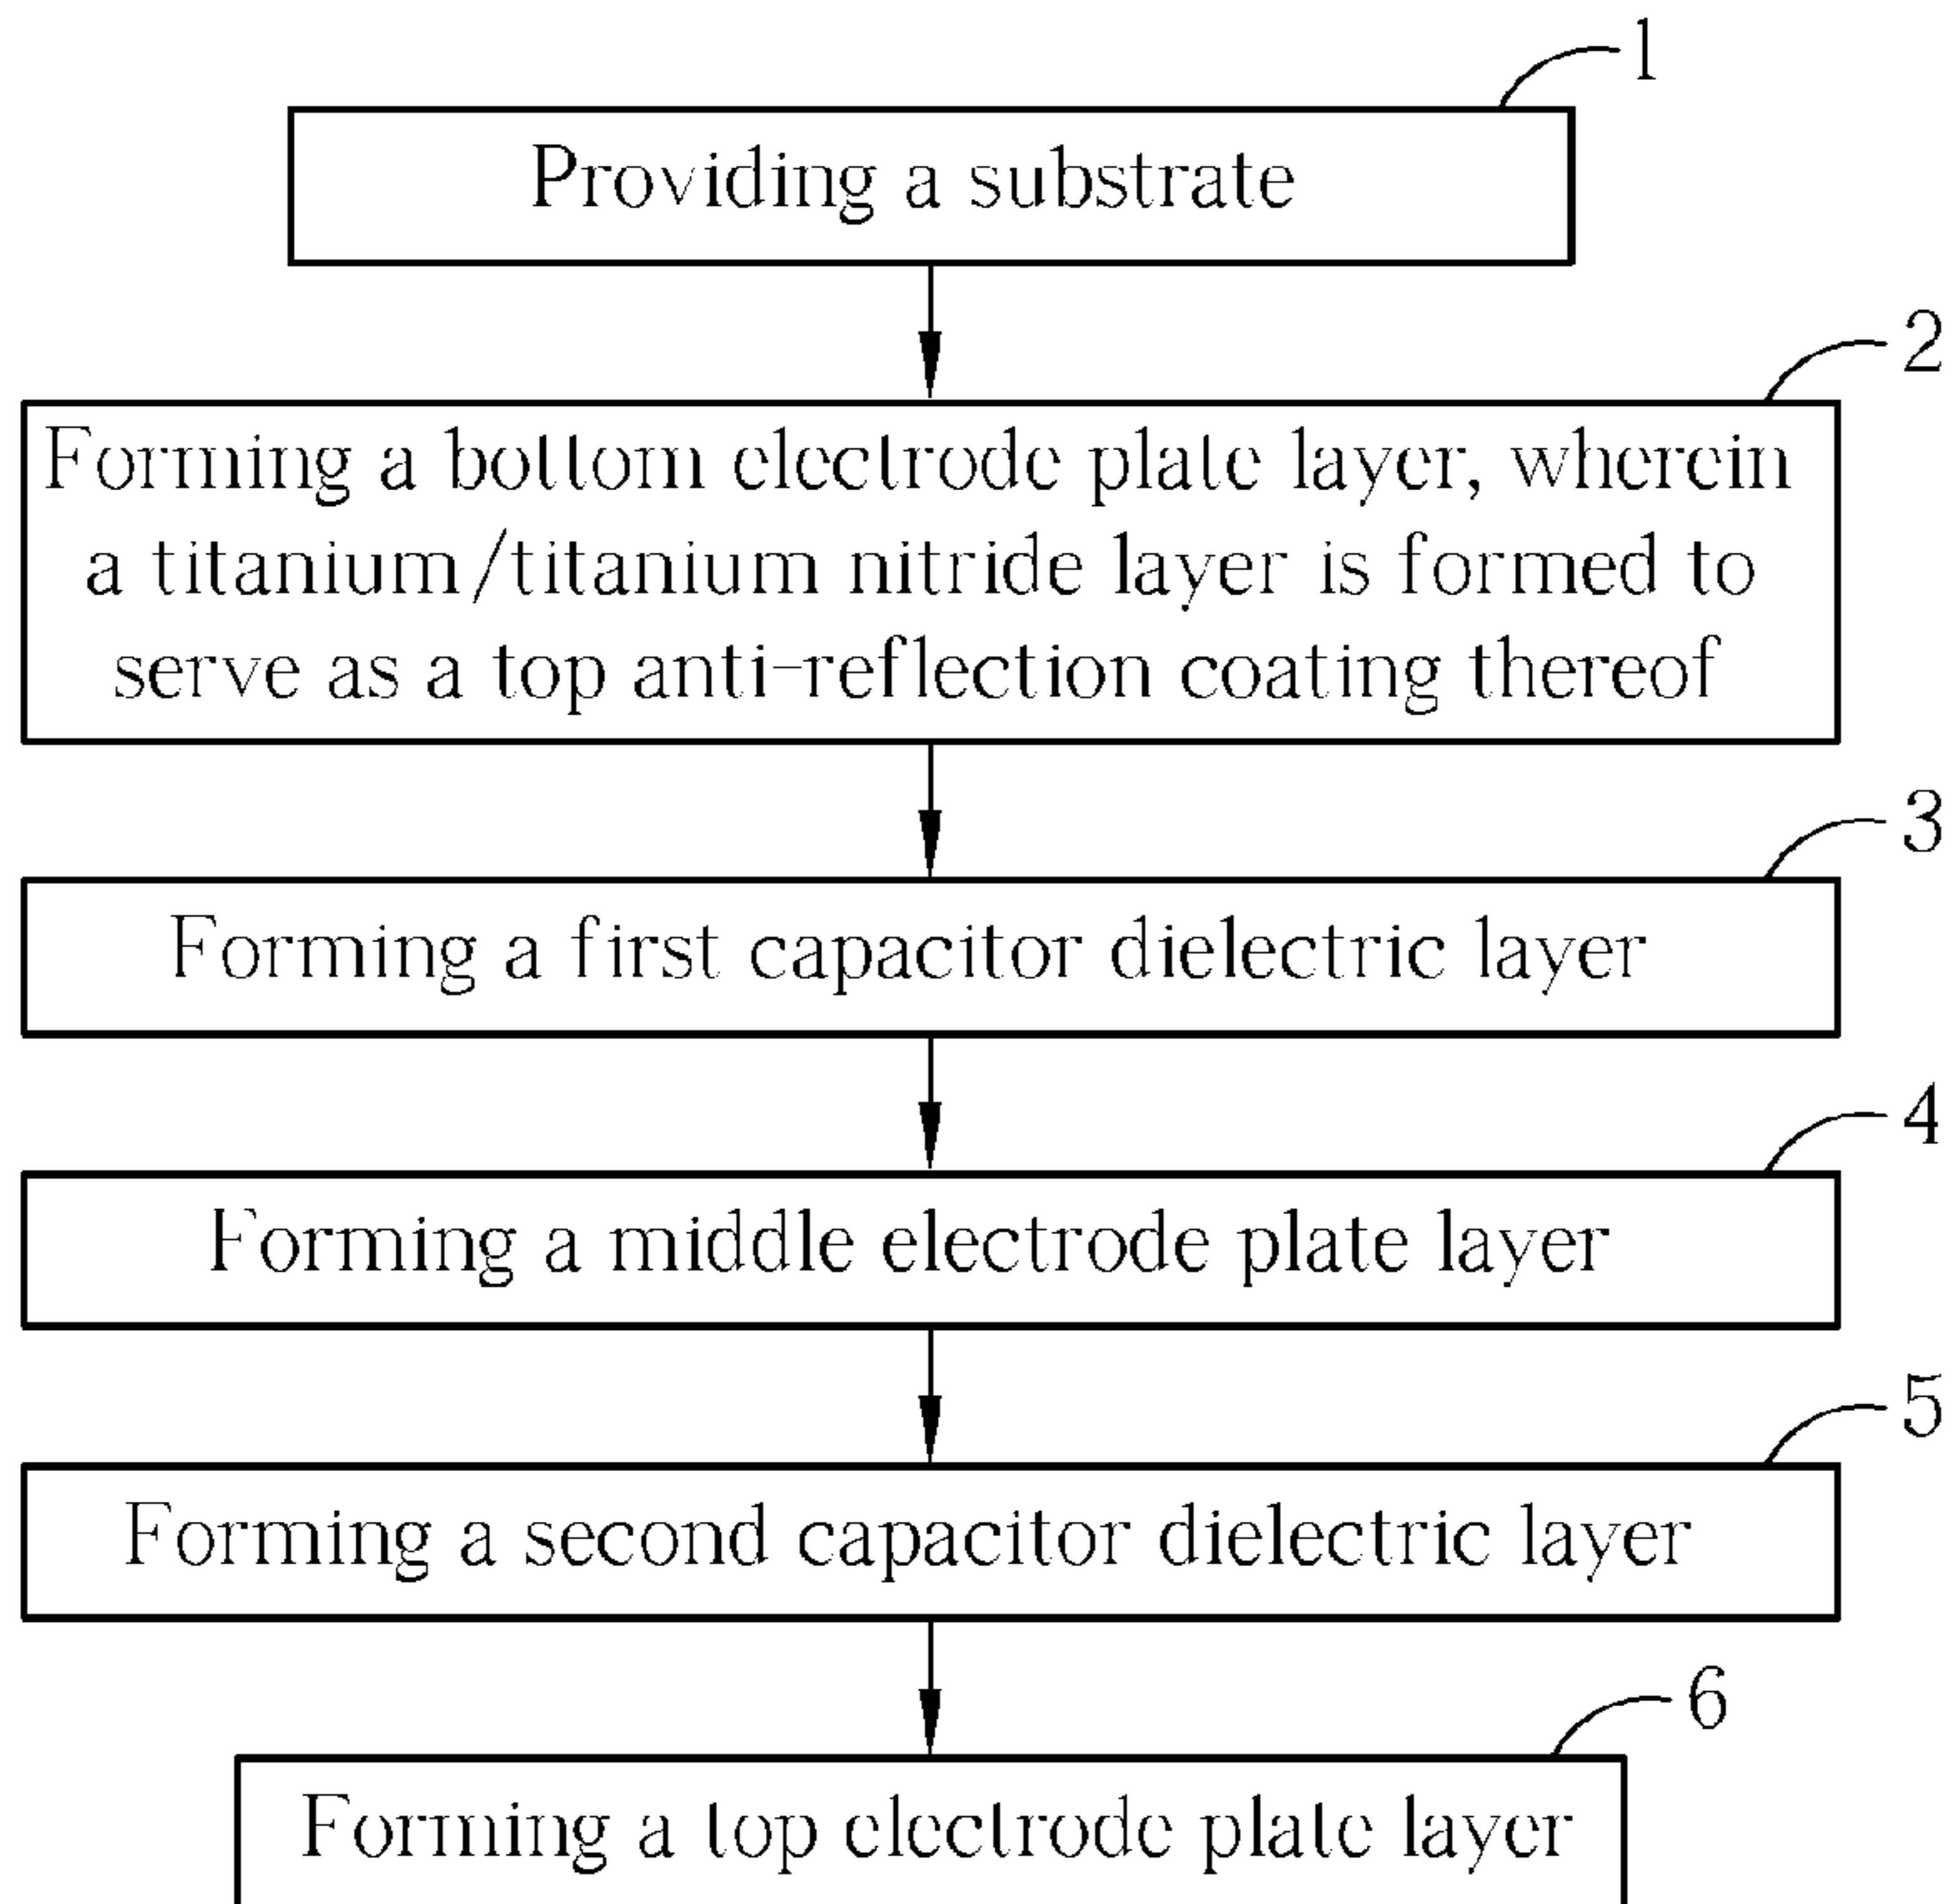 1
Providing a substrate
2
Forming a bottom electrode plate layer, wherein
a titanium/titanium nitride layer is formed to
serve as a top anti-reflection coating thereof
3
Forming a first capacitor dielectric layer
4
Forming a middle electrode plate layer
5
Forming a second capacitor dielectric layer
6
Forming a top electrode plate layer